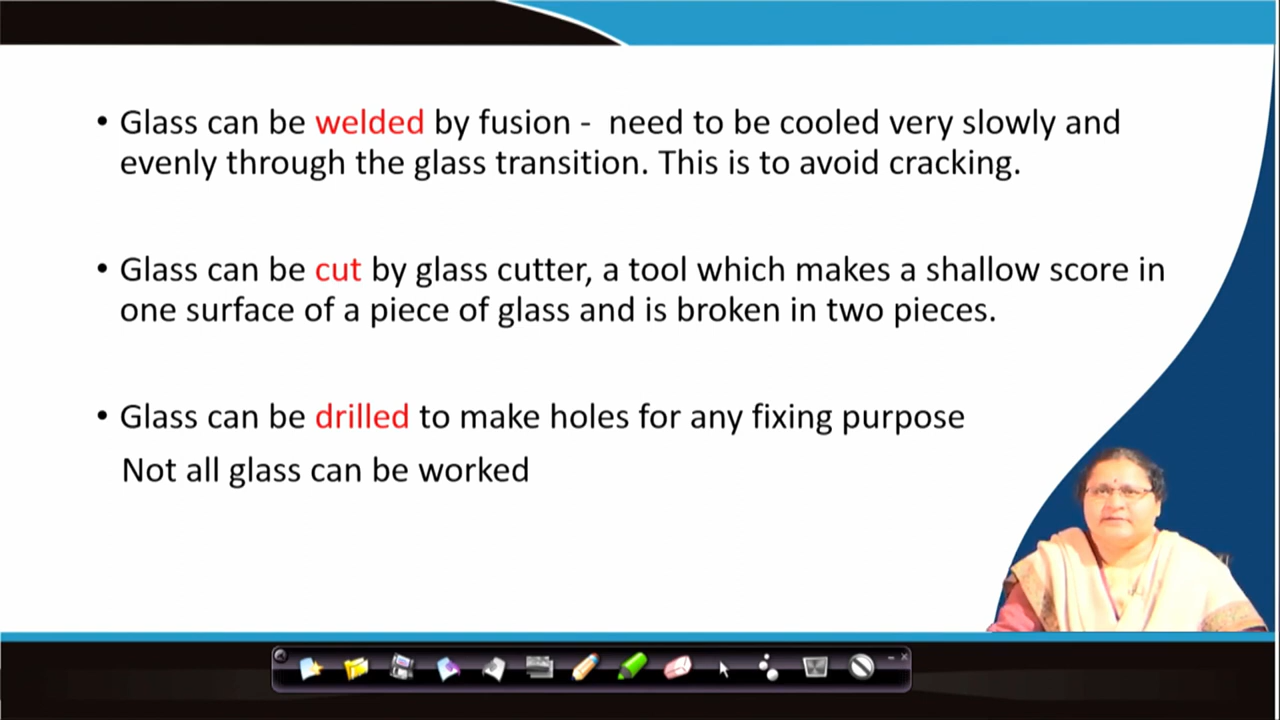 • Glass can be welded by fusion -  need to be cooled very slowly and
evenly through the glass transition. This is to avoid cracking.
• Glass can be cut by glass cutter, a tool which makes a shallow score in
one surface of a piece of glass and is broken in two pieces.
• Glass can be drilled to make holes for any fixing purpose
Not all glass can be worked